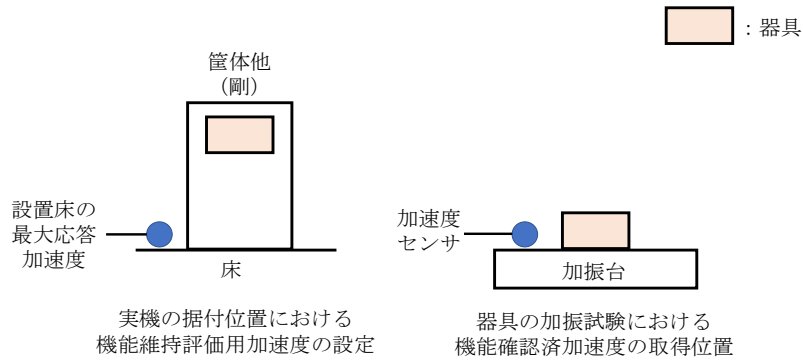 ：器具
筐体他
（剛）
設置床の
最大応答
加速度
床
実機の据付位置における
機能維持評価用加速度の設定
加速度
センサ
加振台
器具の加振試験における
機能確認済加速度の取得位置